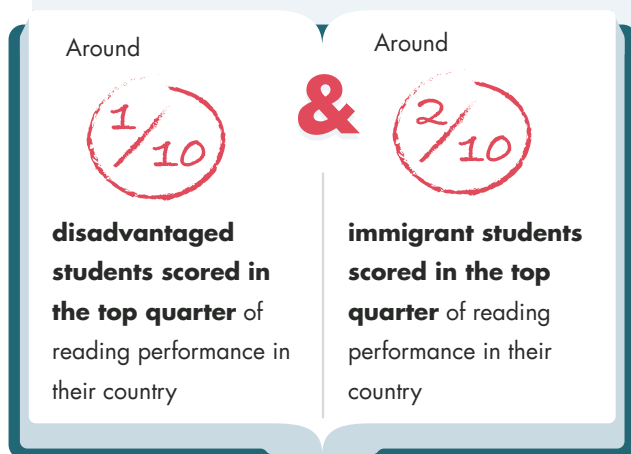 Around
1/10
disadvantaged
students scored in
the top quarter of
reading performance in
their country
&
Around
2/10
immigrant students
scored in the top
quarter of reading
performance in their
country